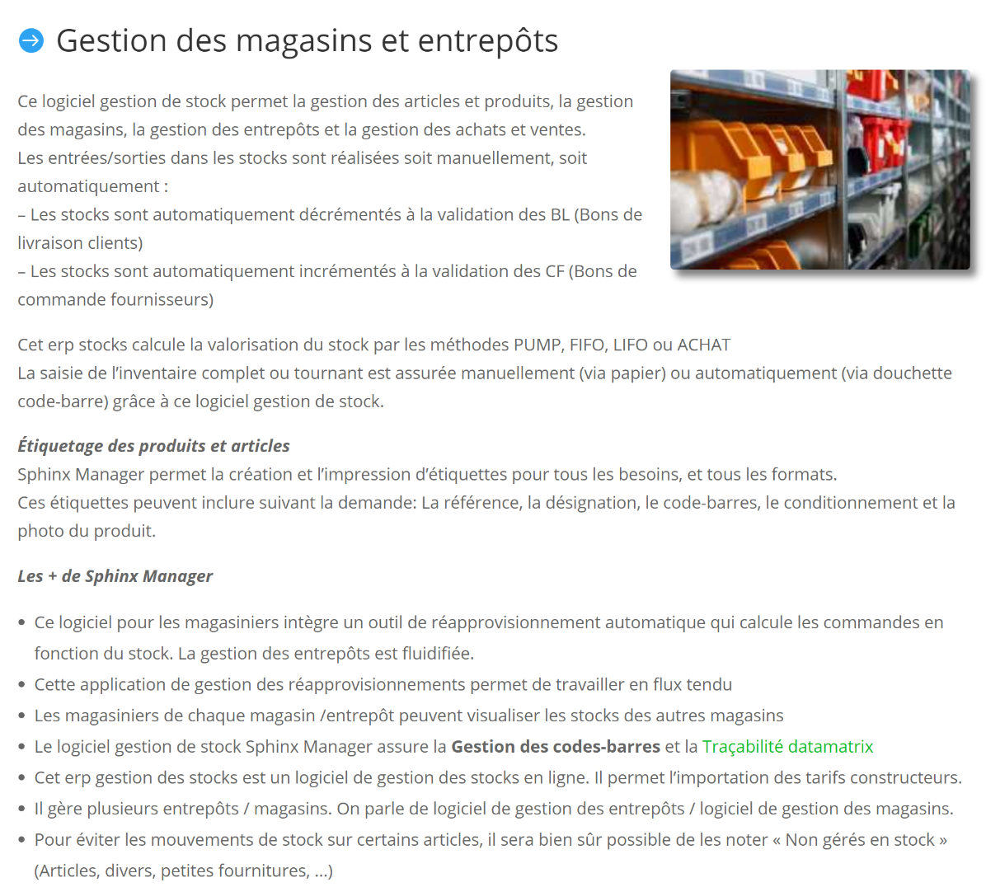 Gestion des magasins et entrepôts
Ce logiciel gestion de stock permet la gestion des articles et produits, la gestion
des magasins, la gestion des entrepôts et la gestion des achats et ventes.
Les entrées/sorties dans les stocks sont réalisées soit manuellement, soit
automatiquement :
– Les stocks sont automatiquement décrémentés à la validation des BL (Bons de
livraison clients)
– Les stocks sont automatiquement incrémentés à la validation des CF (Bons de
commande fournisseurs)
Cet erp stocks calcule la valorisation du stock par les méthodes PUMP, FIFO, LIFO ou ACHAT
La saisie de l’inventaire complet ou tournant est assurée manuellement (via papier) ou automatiquement (via douchette
code-barre) grâce à ce logiciel gestion de stock.
Étiquetage des produits et articles
Sphinx Manager permet la création et l’impression d’étiquettes pour tous les besoins, et tous les formats.
Ces étiquettes peuvent inclure suivant la demande: La référence, la désignation, le code-barres, le conditionnement et la
photo du produit.
Les + de Sphinx Manager
• Ce logiciel pour les magasiniers intègre un outil de réapprovisionnement automatique qui calcule les commandes en
fonction du stock. La gestion des entrepôts est fluidifiée.
• Cette application de gestion des réapprovisionnements permet de travailler en flux tendu
• Les magasiniers de chaque magasin /entrepôt peuvent visualiser les stocks des autres magasins
• Le logiciel gestion de stock Sphinx Manager assure la Gestion des codes-barres et la Traçabilité datamatrix
• Cet erp gestion des stocks est un logiciel de gestion des stocks en ligne. Il permet l’importation des tarifs constructeurs.
• Il gère plusieurs entrepôts / magasins. On parle de logiciel de gestion des entrepôts / logiciel de gestion des magasins.
• Pour éviter les mouvements de stock sur certains articles, il sera bien sûr possible de les noter « Non gérés en stock »
(Articles, divers, petites fournitures, …)